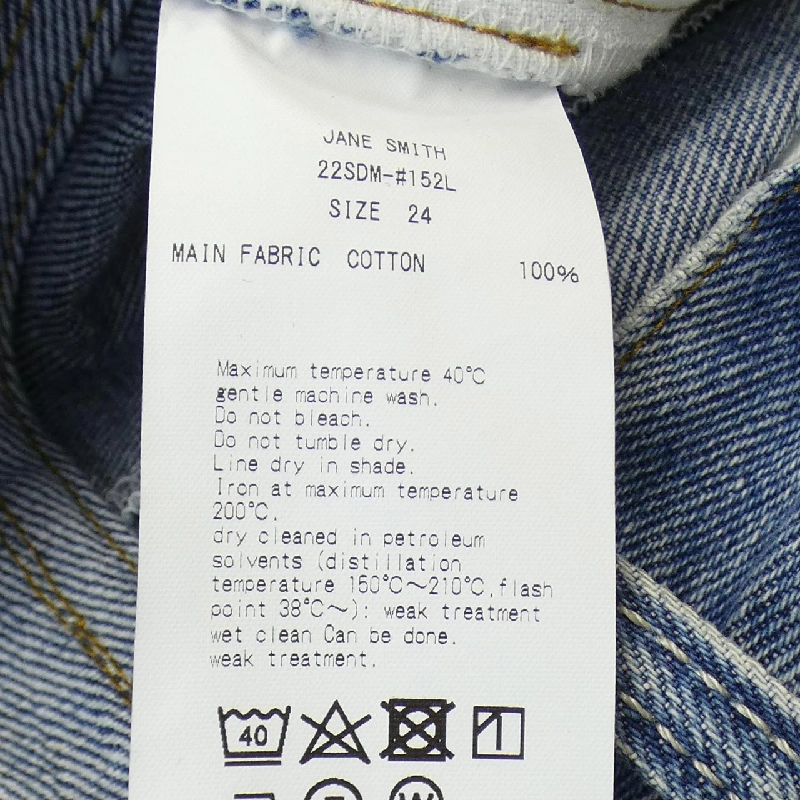 JANE SMITH
22SDM-#152L
SIZE 24
MAIN FABRIC COTTON 100%
Maximum temperature 40℃
gentle machine wash.
Do not bleach.
Do not tumble dry.
Line dry in shade.
Iron at maximum temperature
200℃.
dry cleaned in petroleum
solvents (distillation
temperature 150℃～210℃,flash
point 38℃～): weak treatment
wet clean Can be done.
weak treatment.
40
W